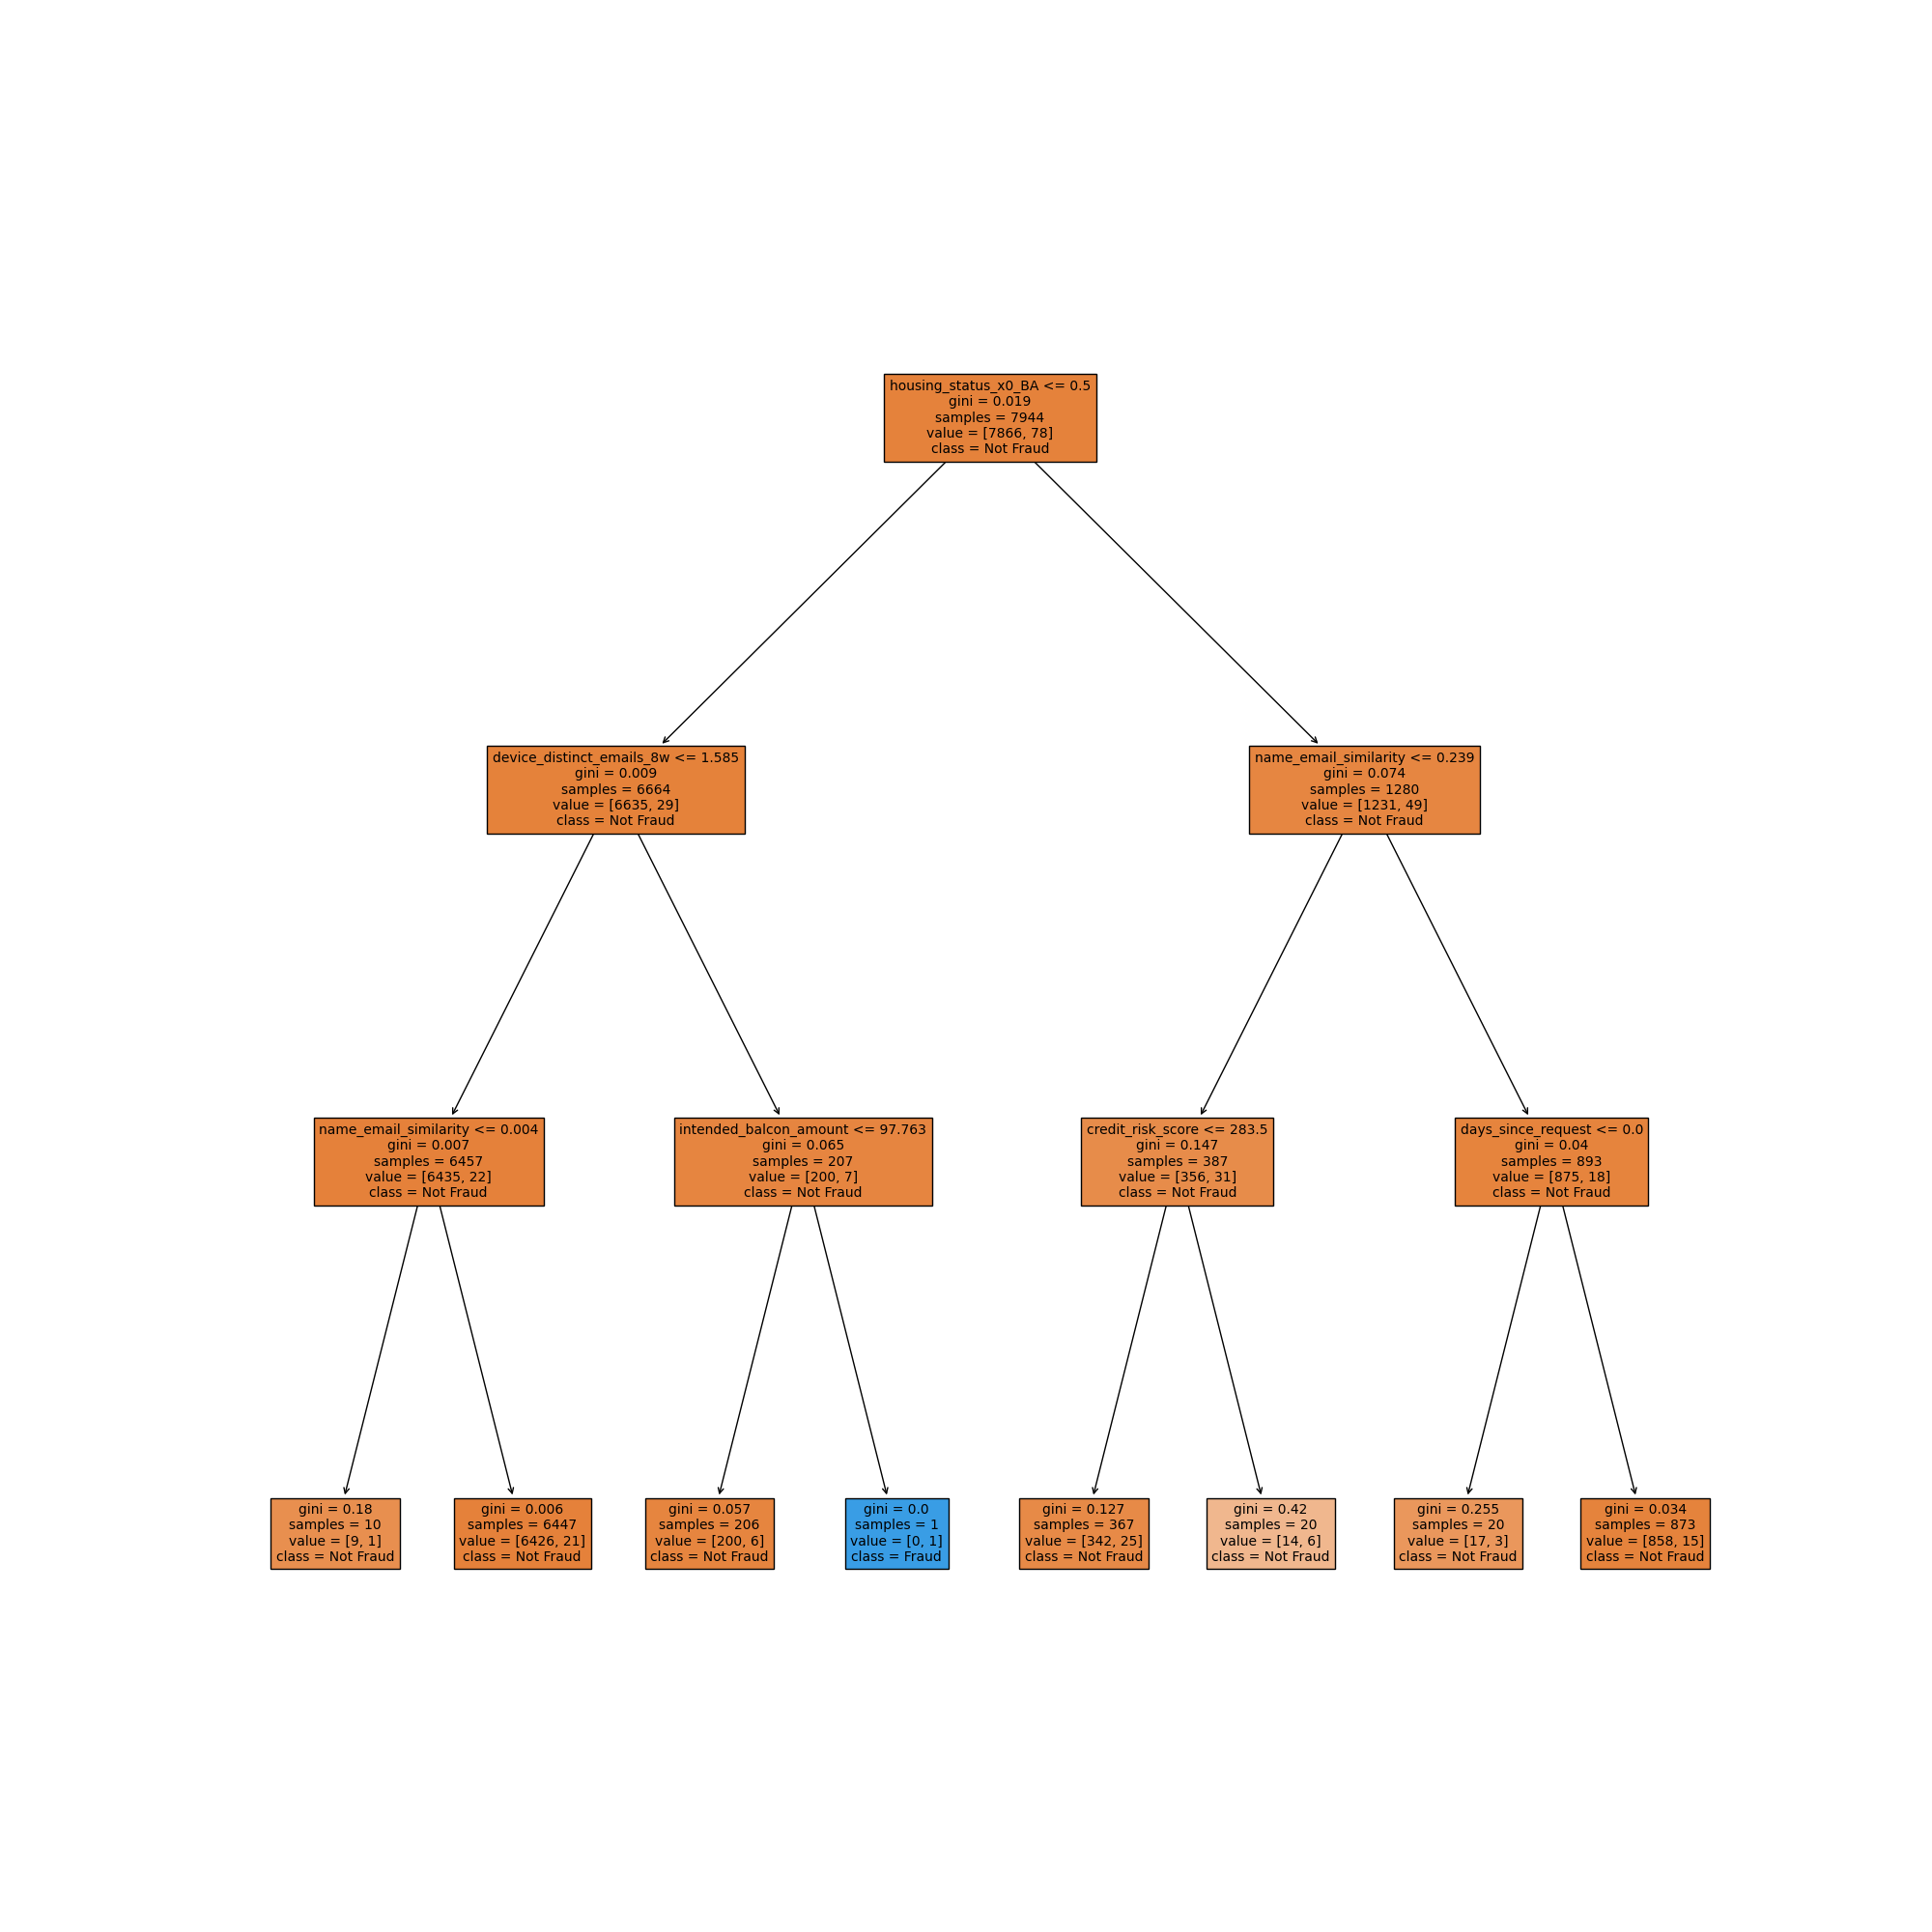 housing_status_x0_BA <= 0.5
gini = 0.019
samples = 7944
value = [7866, 78]
class = Not Fraud
device_distinct_emails_8w <= 1.585
gini = 0.009
samples = 6664
value = [6635, 29]
class = Not Fraud
name_email_similarity <= 0.239
gini = 0.074
samples = 1280
value = [1231, 49]
class = Not Fraud
name_email_similarity <= 0.004
gini = 0.007
samples = 6457
value = [6435, 22]
class = Not Fraud
intended_balcon_amount <= 97.763
gini = 0.065
samples = 207
value = [200, 7]
class = Not Fraud
credit_risk_score <= 283.5
gini = 0.147
samples = 387
value = [356, 31]
class = Not Fraud
days_since_request <= 0.0
gini = 0.04
samples = 893
value = [875, 18]
class = Not Fraud
gini = 0.18
samples = 10
value = [9, 1]
class = Not Fraud
gini = 0.006
samples = 6447
value = [6426, 21]
class = Not Fraud
gini = 0.057
samples = 206
value = [200, 6]
class = Not Fraud
gini = 0.0
samples = 1
value = [0, 1]
class = Fraud
gini = 0.127
samples = 367
value = [342, 25]
class = Not Fraud
gini = 0.42
samples = 20
value = [14, 6]
class = Not Fraud
gini = 0.255
samples = 20
value = [17, 3]
class = Not Fraud
gini = 0.034
samples = 873
value = [858, 15]
class = Not Fraud